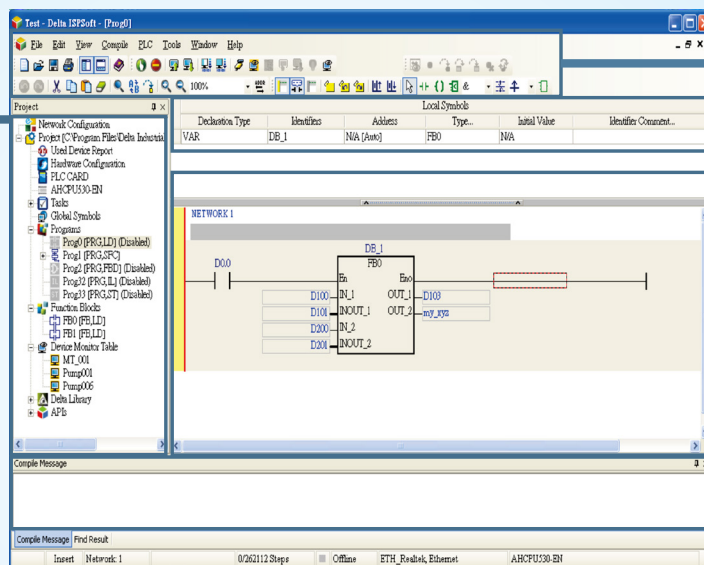 Test - Delta ISPSoft - [Prog0]
File Edit View Compile PLC Tools Window Help
100%
Project
Network Configuration
Project [C:\Program Files\Delta Industria
Used Device Report
Hardware Configuration
PLC CARD
AHCPU530-EN
Tasks
Global Symbols
Programs
Prog0 [PRG,LD] (Disabled)
Prog1 [PRG,SFC]
Prog2 [PRG,FBD] (Disabled)
Prog32 [PRG,IL] (Disabled)
Prog33 [PRG,ST] (Disabled)
Function Blocks
FB0 [FB,LD]
FB1 [FB,LD]
Device Monitor Table
MT_001
Pump001
Pump006
Delta Library
APIs
Local Symbols
Declaration Type Identifiers Address Type... Initial Value Identifier Comment...
VAR DB_1 N/A [Auto] FB0 N/A
NETWORK 1
DB_1
D0.0 FB0
En Eno
D100 IN_1 OUT_1 D103
D101 INOUT_1 OUT_2 my_xyz
D200 IN_2
D201 INOUT_2
Compile Message
Compile Message Find Result
Insert Network: 1 0/262112 Steps Offline ETH_Realtek, Ethernet AHCPU530-EN